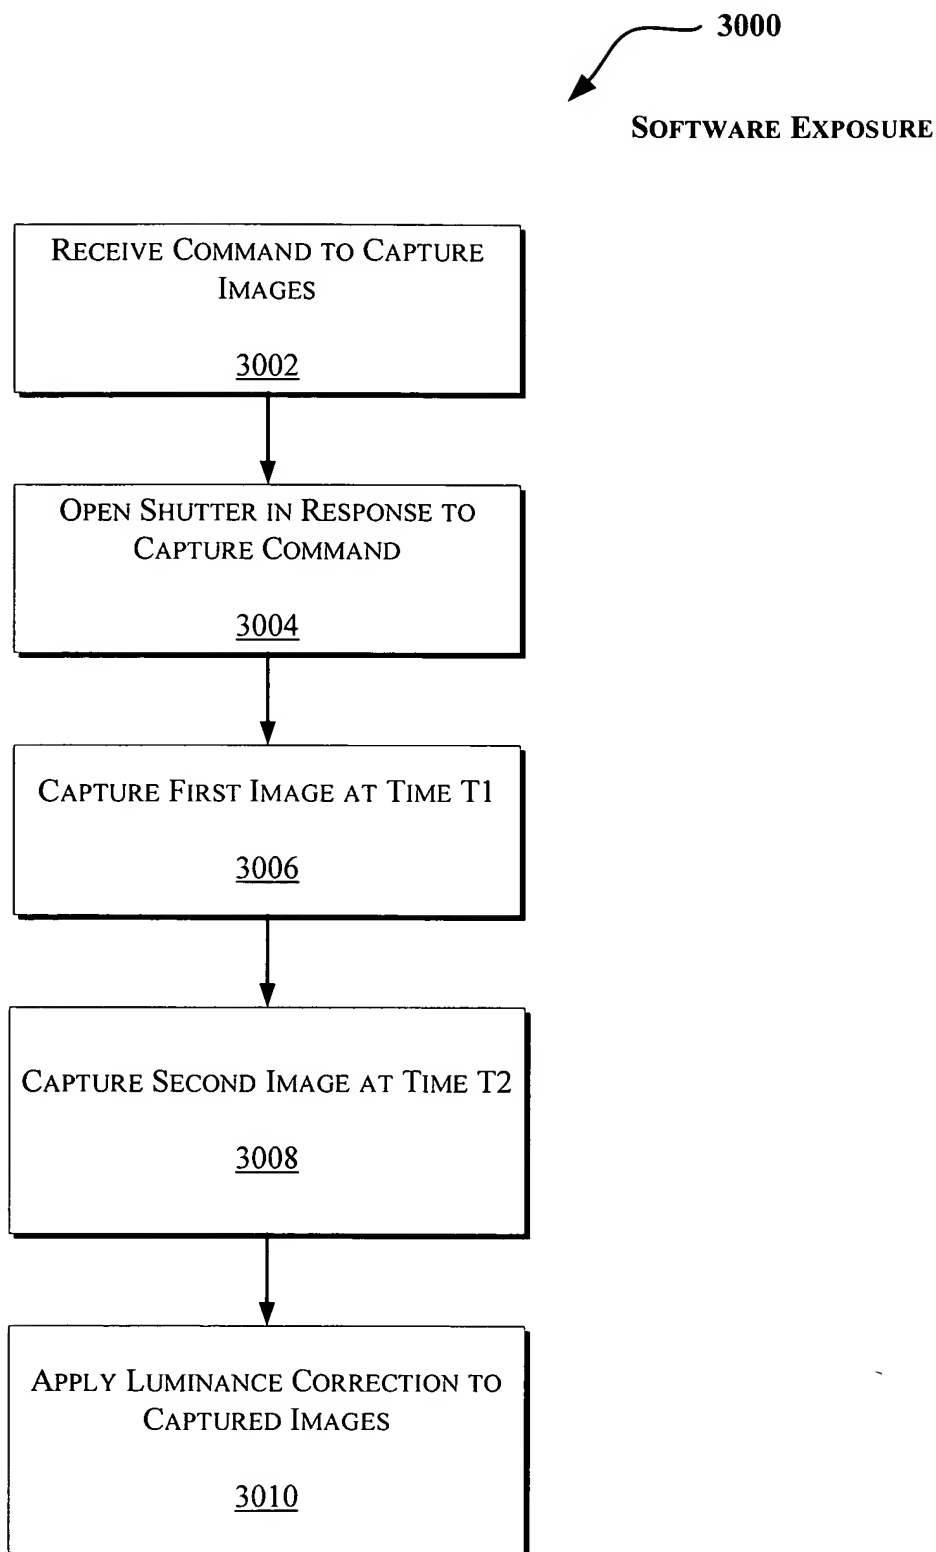 3000
SOFTWARE EXPOSURE
RECEIVE COMMAND TO CAPTURE
IMAGES
3002
OPEN SHUTTER IN RESPONSE TO
CAPTURE COMMAND
3004
CAPTURE FIRST IMAGE AT TIME T1
3006
CAPTURE SECOND IMAGE AT TIME T2
3008
APPLY LUMINANCE CORRECTION TO
CAPTURED IMAGES
3010